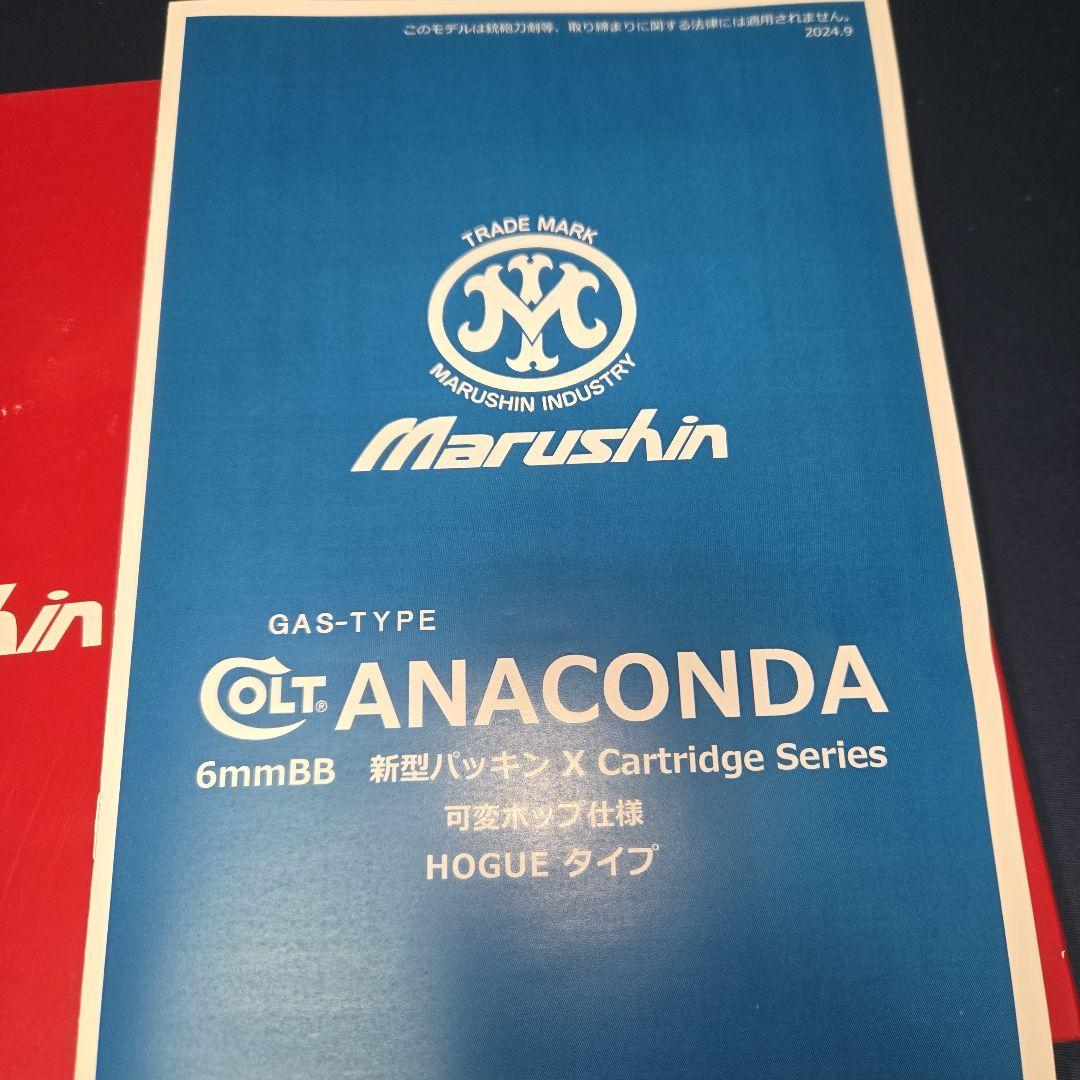 このモデルは銃砲刀剣等、取り締まりに関する法律には適用されません。
2024.9
TRADE MARK
M
MARUSHIN INDUSTRY
Marushin
hin
GAS-TYPE
COLT® ANACONDA
6mmBB 新型パッキン X Cartridge Series
可変ホップ仕様
HOGUE タイプ